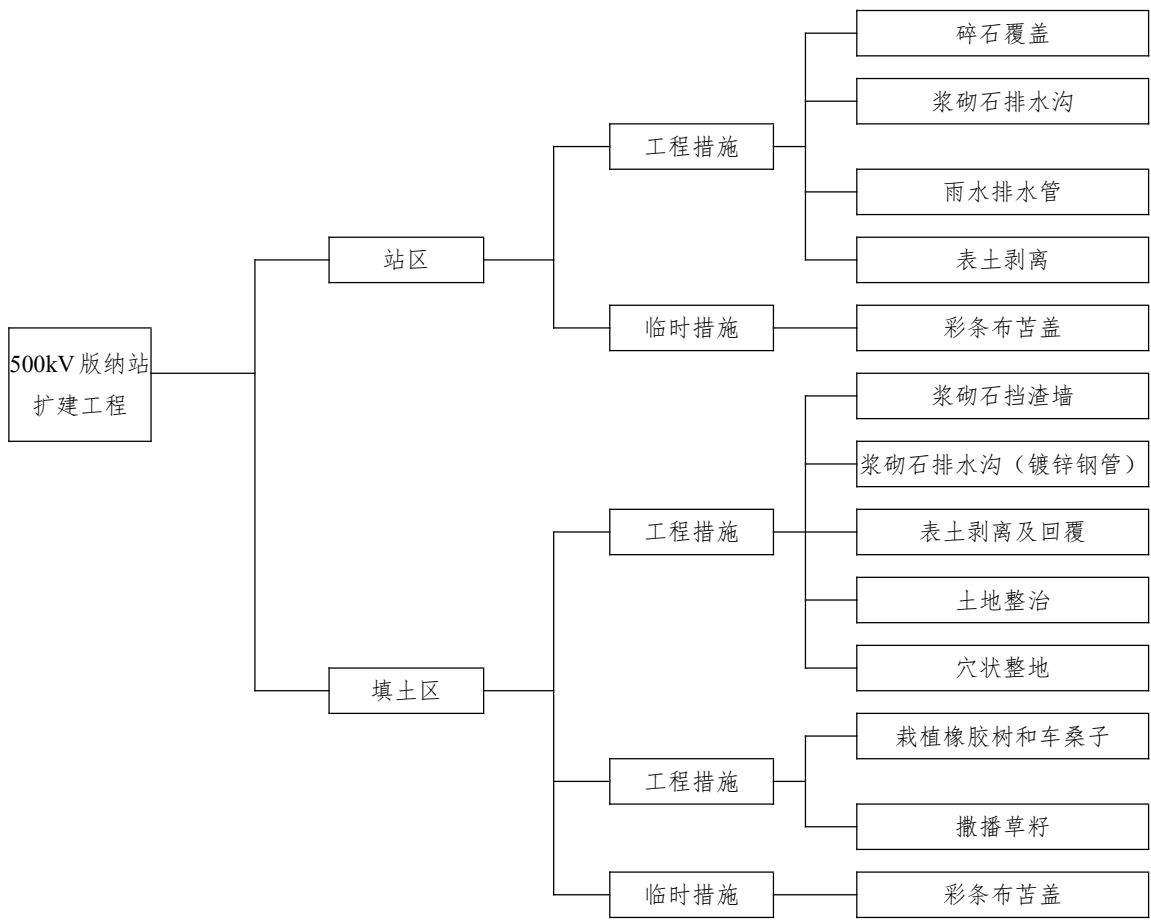 500kV 版纳站
扩建工程
站区
工程措施
碎石覆盖
浆砌石排水沟
雨水排水管
表土剥离
临时措施
彩条布苫盖
填土区
工程措施
浆砌石挡渣墙
浆砌石排水沟（镀锌钢管）
表土剥离及回覆
土地整治
穴状整地
工程措施
栽植橡胶树和车桑子
撒播草籽
临时措施
彩条布苫盖